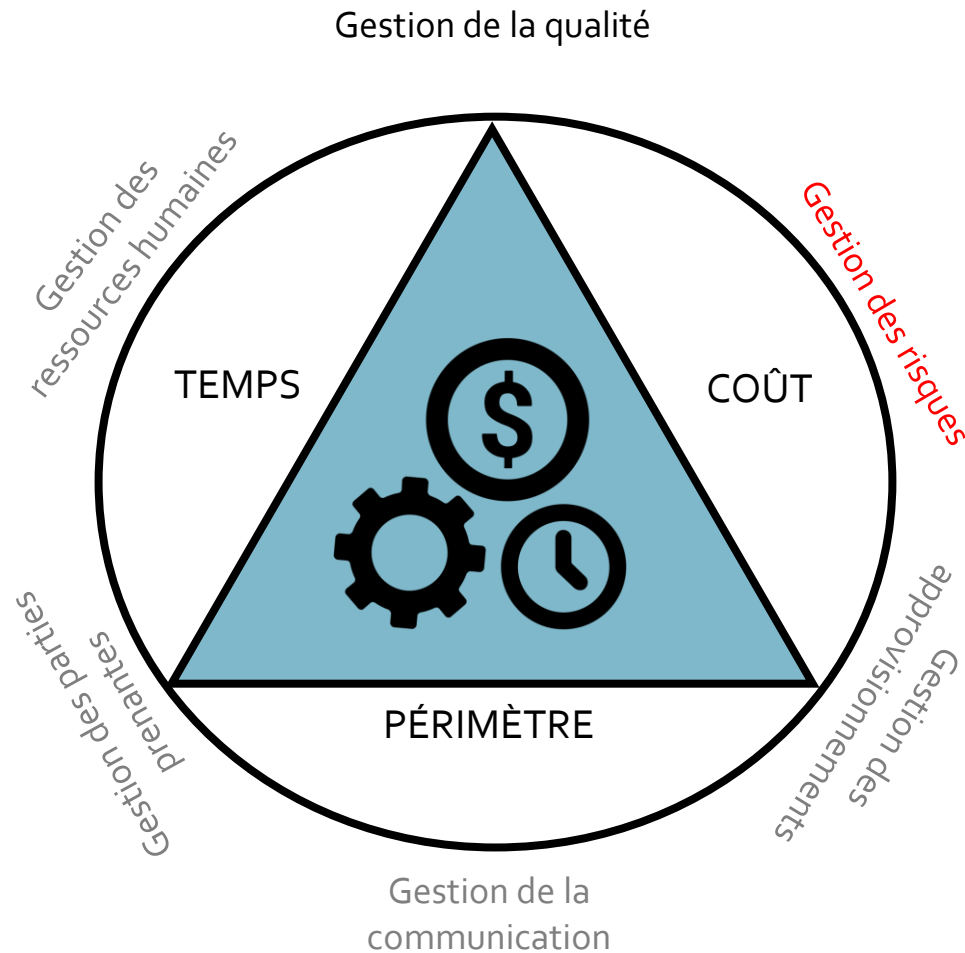 Gestion de la qualité
Gestion des
ressources humaines
Gestion des risques
TEMPS
COÛT
$
Gestion des parties
prenantes
Gestion des
approvisionnements
PÉRIMÈTRE
Gestion de la
communication